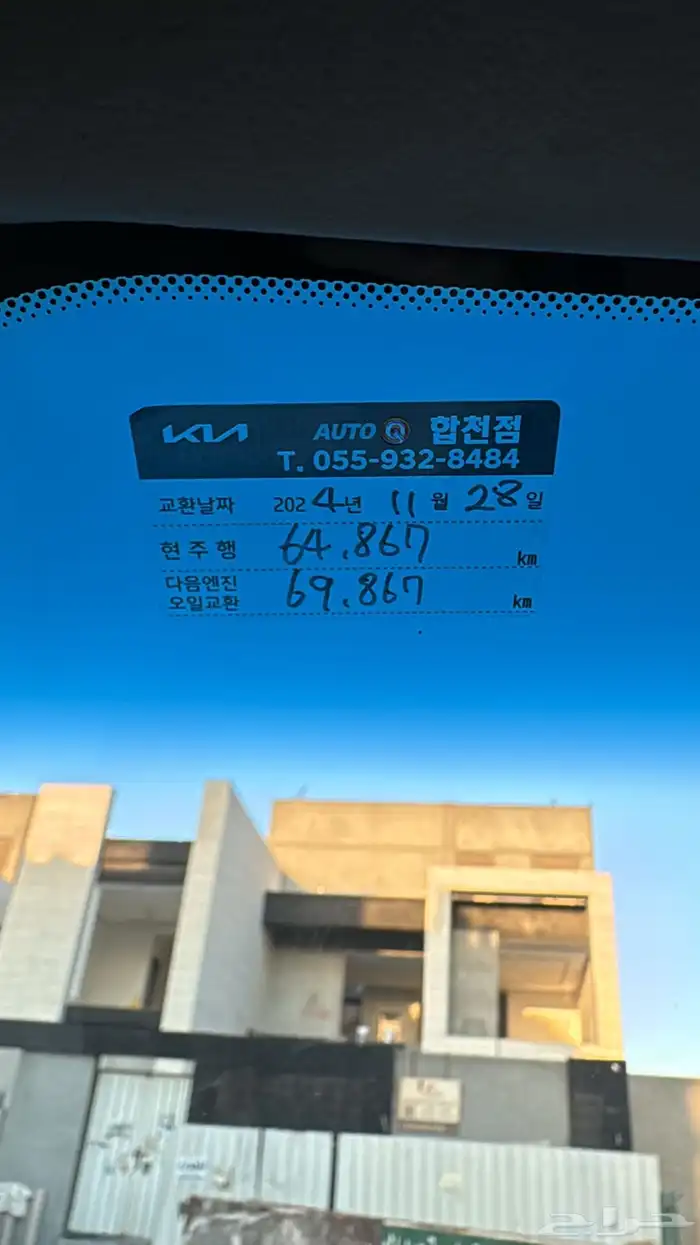 KIA AUTO Q 합천점
T. 055-932-8484
교환날짜 2024년 11월 28일
현 주 행 64.867 km
다음엔진
오일교환 69.867 km
حراج